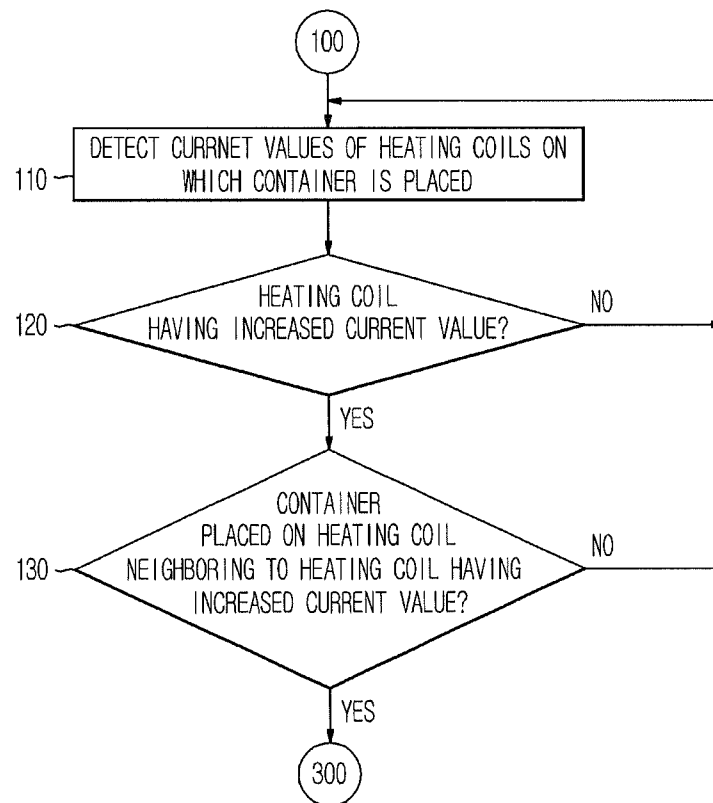 100
DETECT CURRNET VALUES OF HEATING COILS ON
WHICH CONTAINER IS PLACED
110
HEATING COIL
HAVING INCREASED CURRENT VALUE?
120
NO
YES
CONTAINER
PLACED ON HEATING COIL
NEIGHBORING TO HEATING COIL HAVING
INCREASED CURRENT VALUE?
130
NO
YES
300